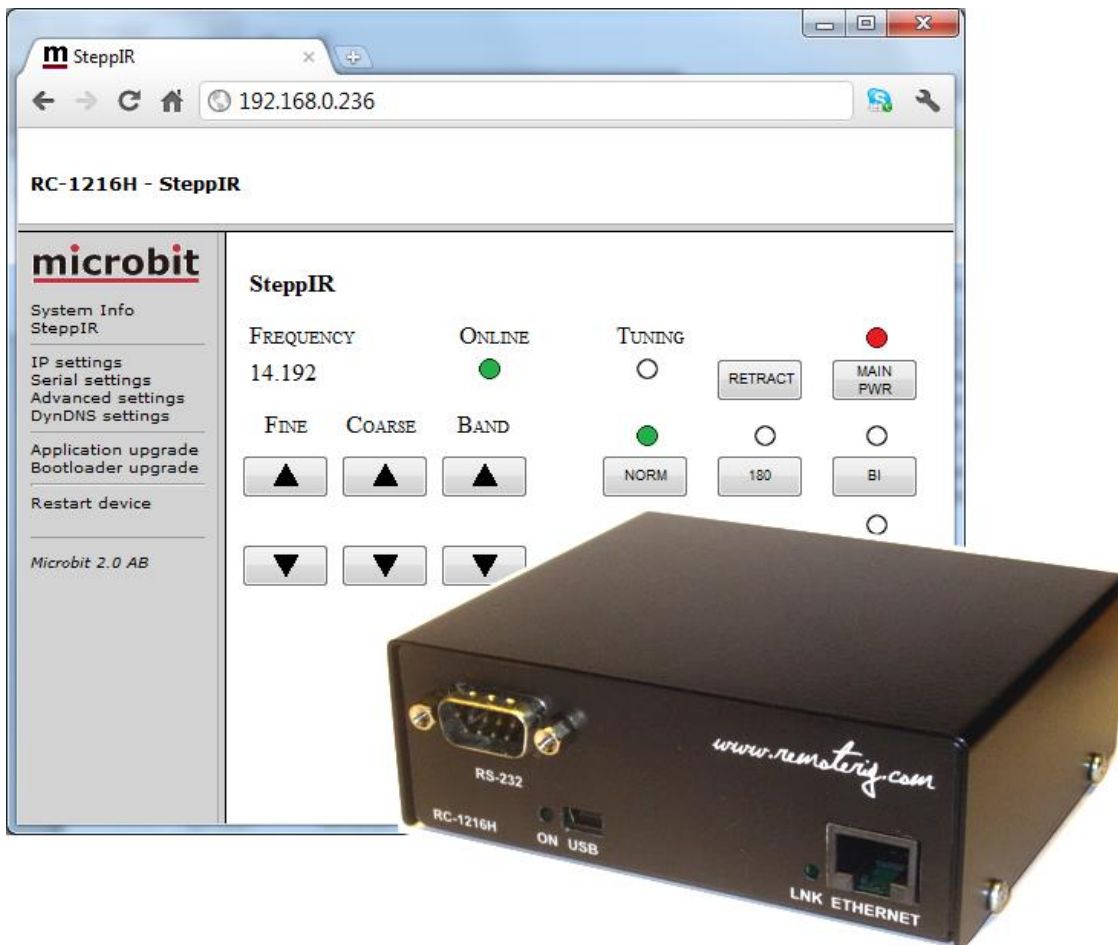 m SteppIR
192.168.0.236
RC-1216H - SteppIR
microbit
System Info
SteppIR
IP settings
Serial settings
Advanced settings
DynDNS settings
Application upgrade
Bootloader upgrade
Restart device
Microbit 2.0 AB
SteppIR
FREQUENCY ONLINE TUNING
14.192
RETRACT
MAIN
PWR
FINE COARSE BAND
NORM 180 BI
www.remoterig.com
RS-232
RC-1216H
ON USB
LNK ETHERNET